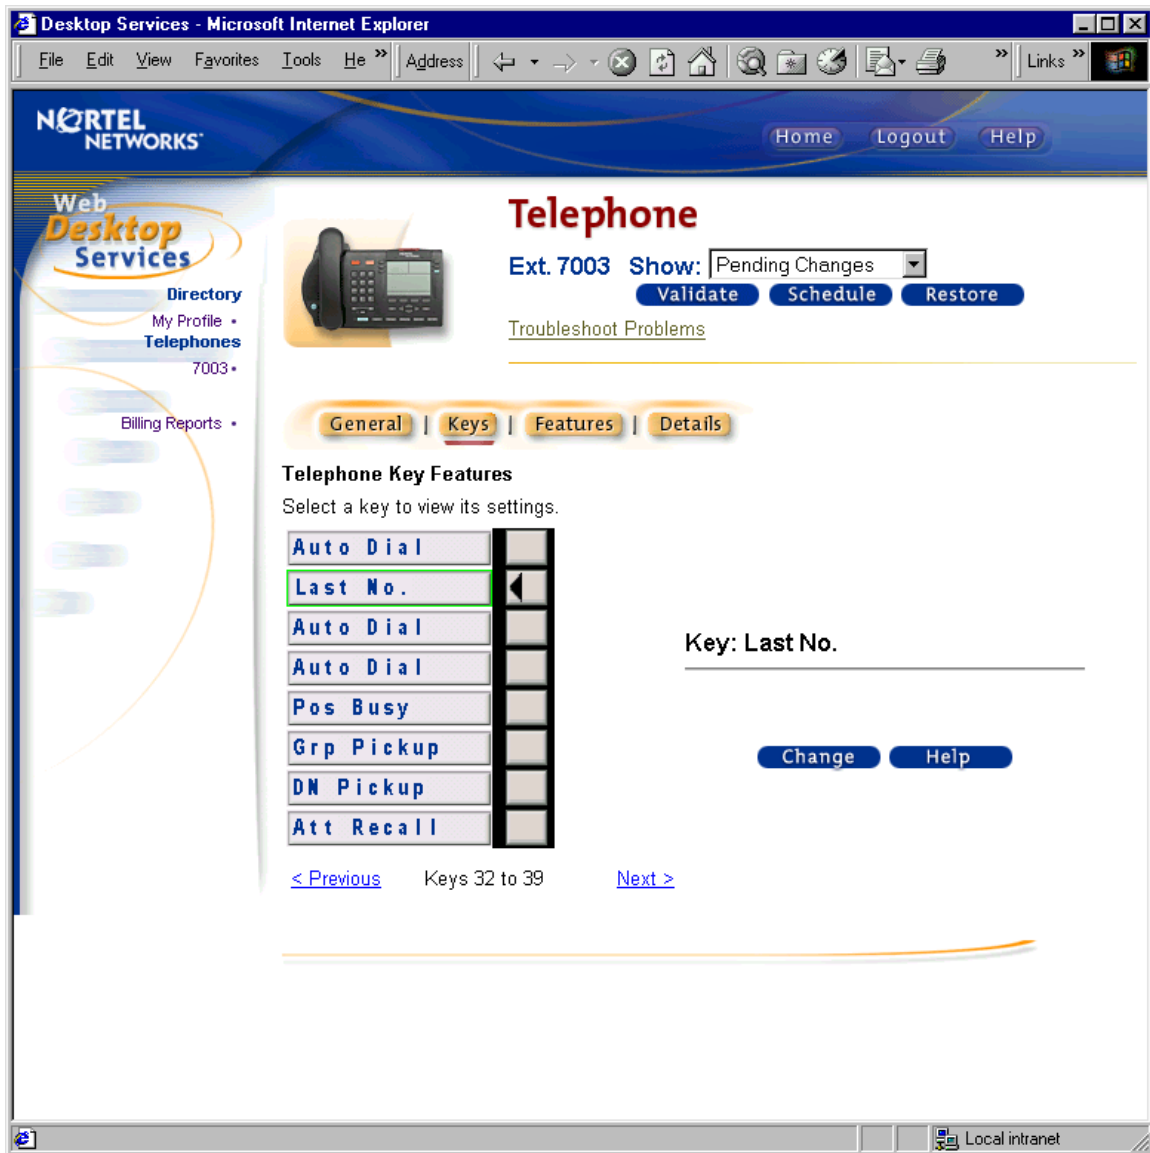 Desktop Services - Microsoft Internet Explorer
File Edit View Favorites Tools He » Address » Links »
NORTEL
NETWORKS
Home Logout Help
Web
Desktop
Services
Directory
My Profile •
Telephones
7003 •
Billing Reports •
Telephone
Ext. 7003 Show: Pending Changes
Validate Schedule Restore
Troubleshoot Problems
General | Keys | Features | Details
Telephone Key Features
Select a key to view its settings.
Auto Dial
Last No.
Auto Dial
Auto Dial
Pos Busy
Grp Pickup
DN Pickup
Att Recall
Key: Last No.
Change Help
< Previous Keys 32 to 39 Next >
Local intranet